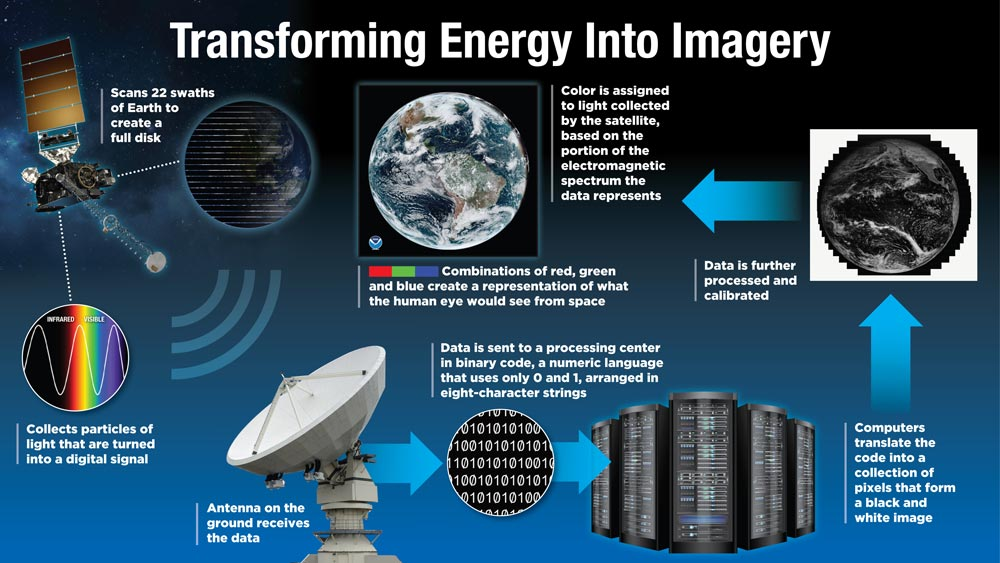 Transforming Energy Into Imagery
Scans 22 swaths
of Earth to
create a
full disk
INFRARED
VISIBLE
Collects particles of
light that are turned
into a digital signal
Antenna on the
ground receives
the data
Data is sent to a processing center
in binary code, a numeric language
that uses only 0 and 1, arranged in
eight-character strings
Computers
translate the
code into a
collection of
pixels that form
a black and
white image
Data is further
processed and
calibrated
Color is assigned
to light collected
by the satellite,
based on the
portion of the
electromagnetic
spectrum the
data represents
Combinations of red, green
and blue create a representation of what
the human eye would see from space